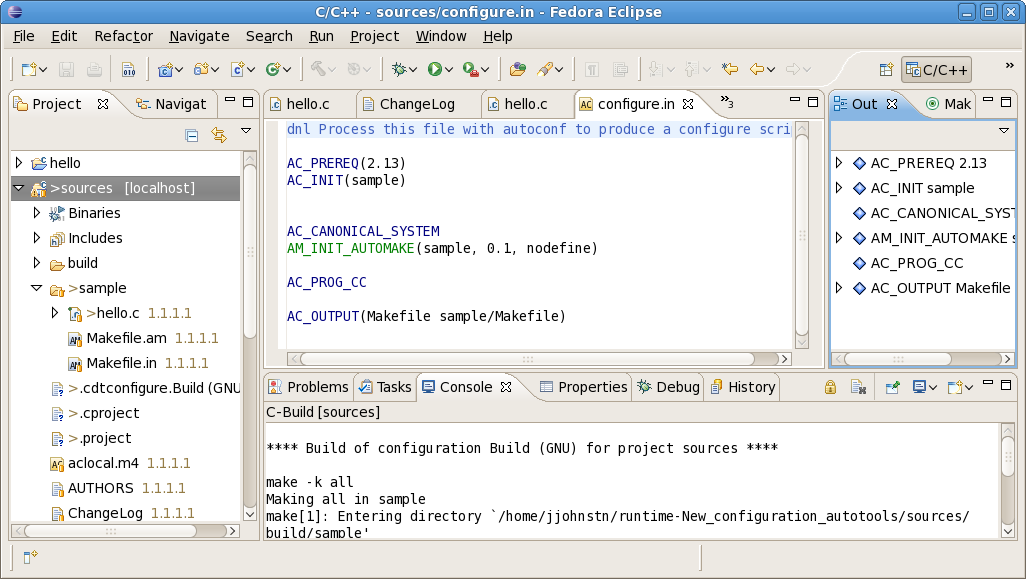 C/C++ - sources/configure.in - Fedora Eclipse
File Edit Refactor Navigate Search Run Project Window Help
010
C/C++ »
Project Navigat
hello
>sources [localhost]
Binaries
Includes
build
>sample
>hello.c 1.1.1.1
Makefile.am 1.1.1.1
Makefile.in 1.1.1.1
>.cdtconfigure.Build (GNU
>.cproject
>.project
aclocal.m4 1.1.1.1
AUTHORS 1.1.1.1
ChangeLog 1.1.1.1
hello.c ChangeLog hello.c configure.in »3
dnl Process this file with autoconf to produce a configure scri
AC_PREREQ(2.13)
AC_INIT(sample)
AC_CANONICAL_SYSTEM
AM_INIT_AUTOMAKE(sample, 0.1, nodefine)
AC_PROG_CC
AC_OUTPUT(Makefile sample/Makefile)
Out Mak
AC_PREREQ 2.13
AC_INIT sample
AC_CANONICAL_SYST
AM_INIT_AUTOMAKE s
AC_PROG_CC
AC_OUTPUT Makefile
Problems Tasks Console Properties Debug History
C-Build [sources]
**** Build of configuration Build (GNU) for project sources ****
make -k all
Making all in sample
make[1]: Entering directory `/home/jjohnstn/runtime-New_configuration_autotools/sources/
build/sample'